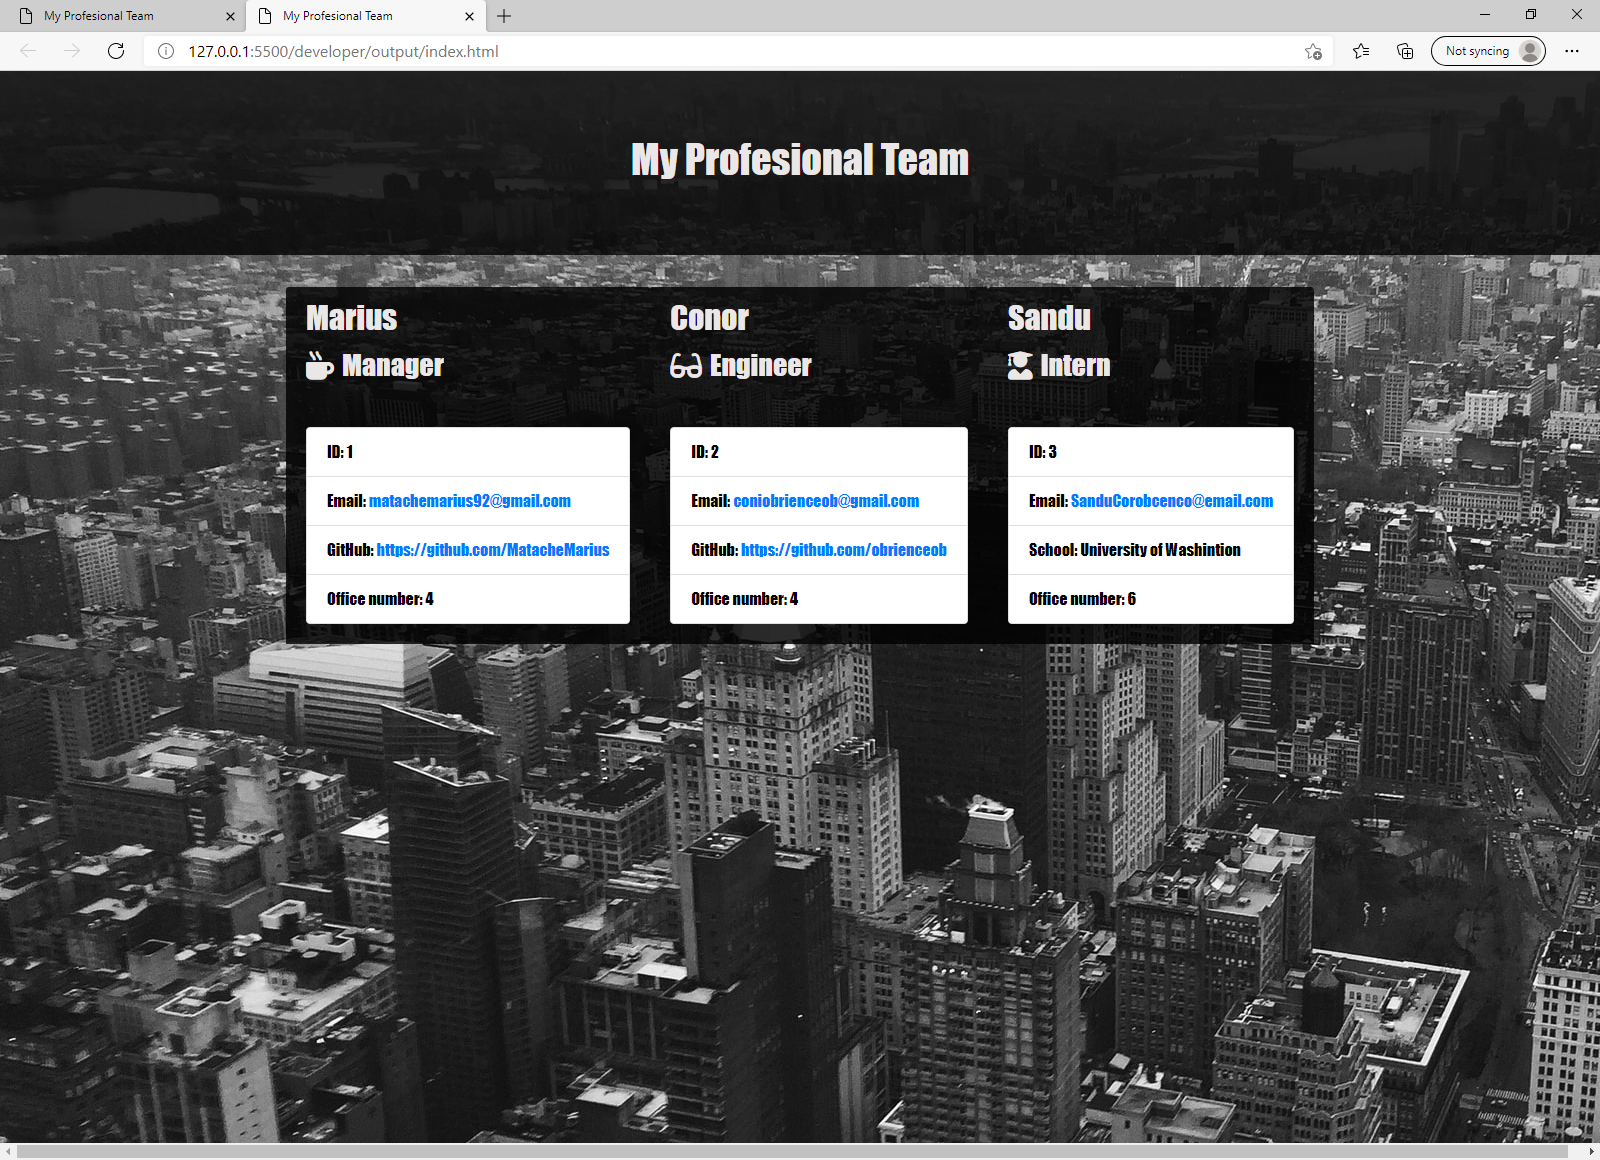 My Profesional Team
My Profesional Team
127.0.0.1:5500/developer/output/index.html
Not syncing
My Profesional Team
Marius
Manager
ID: 1
Email: matachemarius92@gmail.com
GitHub: https://github.com/MatacheMarius
Office number: 4
Conor
Engineer
ID: 2
Email: coniobrienceob@gmail.com
GitHub: https://github.com/obrienceob
Office number: 4
Sandu
Intern
ID: 3
Email: SanduCorobcenco@email.com
School: University of Washintion
Office number: 6